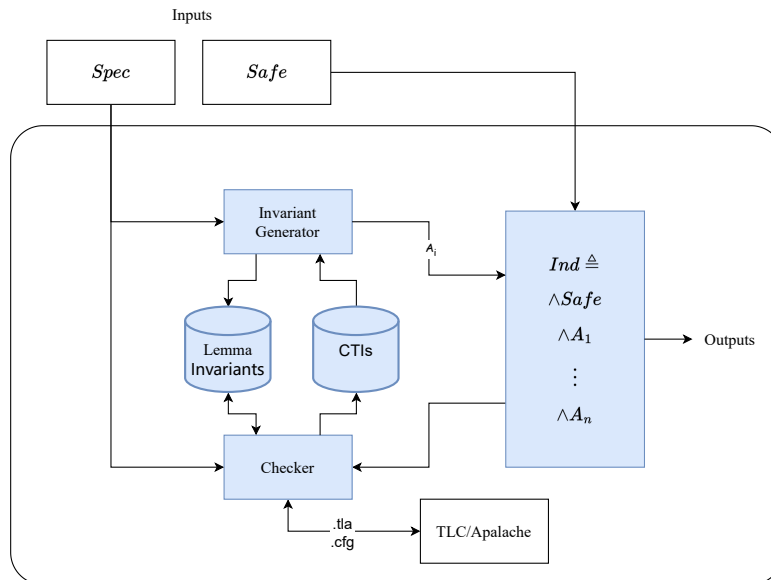 Inputs
Spec
Safe
Invariant
Generator
A_i
Ind ≜
∧Safe
∧A_1
⋮
∧A_n
Outputs
Lemma
Invariants
CTIs
Checker
.tla
.cfg
TLC/Apalache